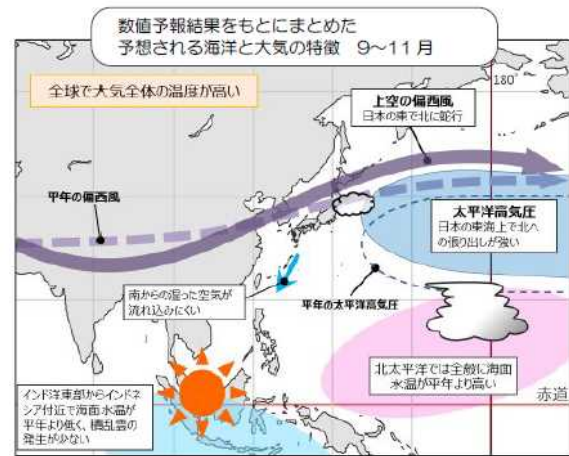 数値予報結果をもとにまとめた
予想される海洋と大気の特徴 9～11月
180°
全球で大気全体の温度が高い
上空の偏西風
日本の東で北に蛇行
平年の偏西風
太平洋高気圧
日本の東海上で北へ
の張り出しが強い
南からの湿った空気が
流れ込みにくい
平年の太平洋高気圧
北太平洋では全般に海面
水温が平年より高い
赤道
インド洋東部からインドネ
シア付近で海面水温が
平年より低く、積乱雲の
発生が少ない